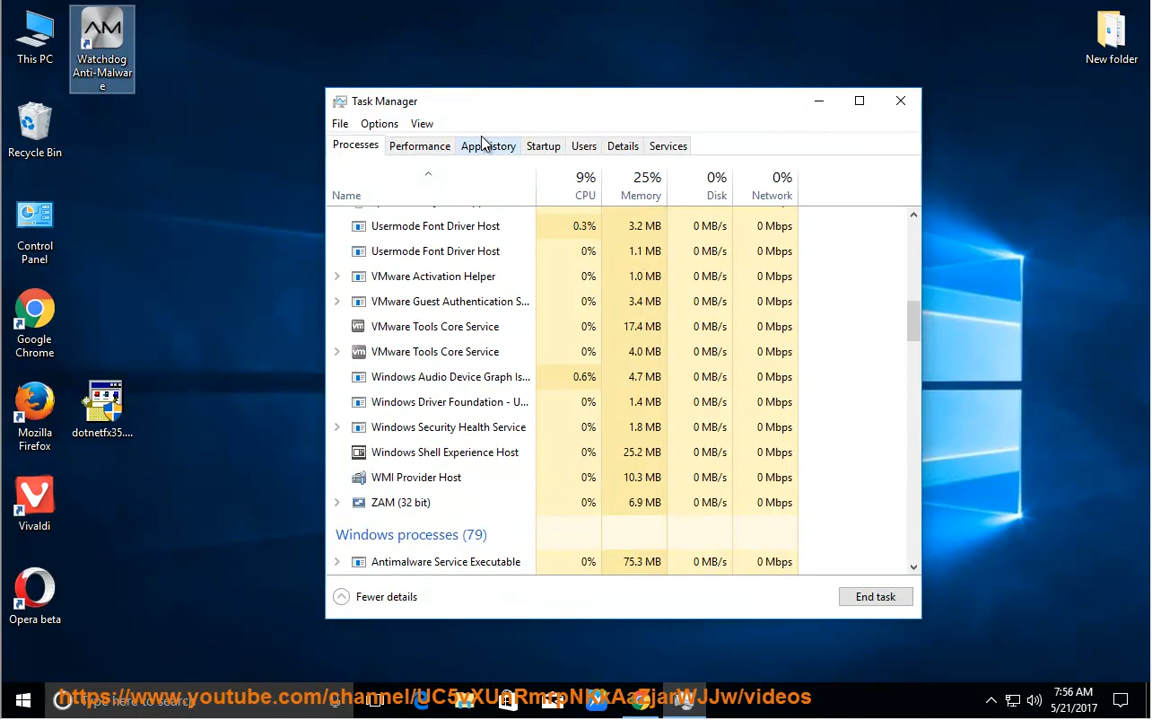 This PC
Watchdog
Anti-Malwar
e
New folder
Recycle Bin
Control
Panel
Google
Chrome
Mozilla
Firefox
dotnetfx35....
Vivaldi
Opera beta
Task Manager
File Options View
Processes Performance App history Startup Users Details Services
9% 25% 0% 0%
Name CPU Memory Disk Network
Usermode Font Driver Host 0.3% 3.2 MB 0 MB/s 0 Mbps
Usermode Font Driver Host 0% 1.1 MB 0 MB/s 0 Mbps
VMware Activation Helper 0% 1.0 MB 0 MB/s 0 Mbps
VMware Guest Authentication S... 0% 3.4 MB 0 MB/s 0 Mbps
vm VMware Tools Core Service 0% 17.4 MB 0 MB/s 0 Mbps
vm VMware Tools Core Service 0% 4.0 MB 0 MB/s 0 Mbps
Windows Audio Device Graph Is... 0.6% 4.7 MB 0 MB/s 0 Mbps
Windows Driver Foundation - U... 0% 1.4 MB 0 MB/s 0 Mbps
Windows Security Health Service 0% 1.8 MB 0 MB/s 0 Mbps
Windows Shell Experience Host 0% 25.2 MB 0 MB/s 0 Mbps
WMI Provider Host 0% 10.3 MB 0 MB/s 0 Mbps
ZAM (32 bit) 0% 6.9 MB 0 MB/s 0 Mbps
Windows processes (79)
Antimalware Service Executable 0% 75.3 MB 0 MB/s 0 Mbps
Fewer details End task
Type here to search
7:56 AM
5/21/2017